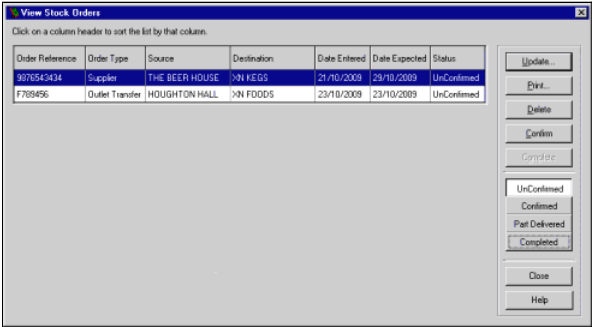 View Stock Orders
Click on a column header to sort the list by that column.
Order Reference Order Type Source Destination Date Entered Date Expected Status
9876543434 Supplier THE BEER HOUSE XN KEGS 21/10/2009 29/10/2009 UnConfirmed
F789456 Outlet Transfer HOUGHTON HALL XN FOODS 23/10/2009 23/10/2009 UnConfirmed
Update...
Print...
Delete
Confirm
Complete
UnConfirmed
Confirmed
Part Delivered
Completed
Close
Help